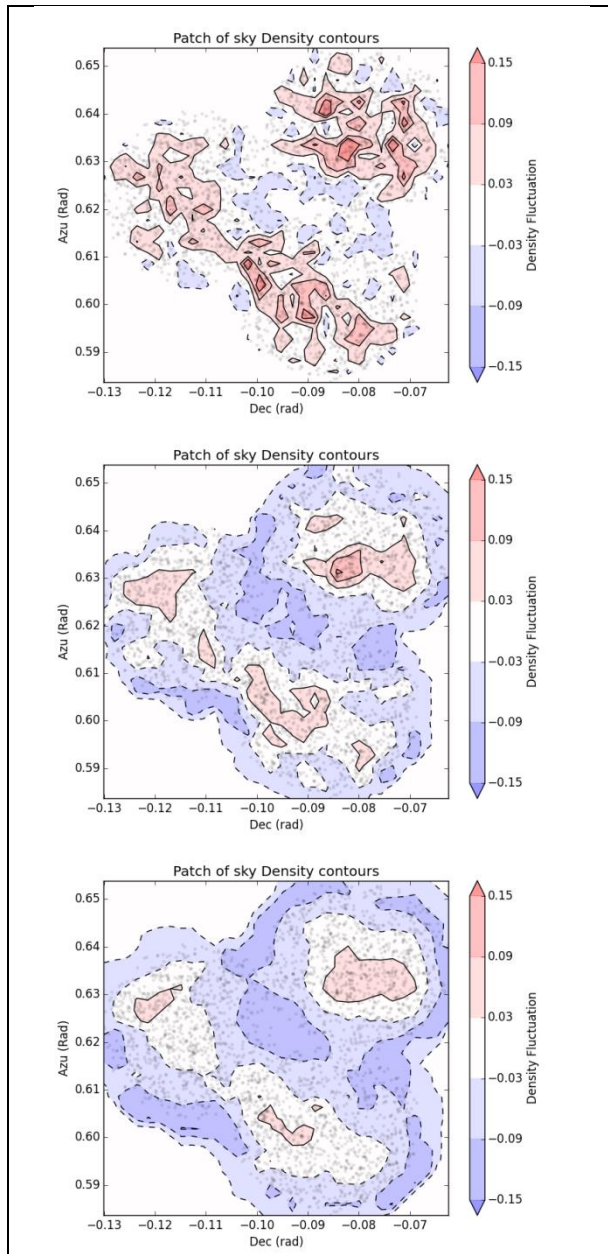 Patch of sky Density contours
0.65
0.64
0.63
0.62
0.61
0.60
0.59
Azu (Rad)
−0.13 −0.12 −0.11 −0.10 −0.09 −0.08 −0.07
Dec (rad)
0.15
0.09
0.03
−0.03
−0.09
−0.15
Density Fluctuation
Patch of sky Density contours
0.65
0.64
0.63
0.62
0.61
0.60
0.59
Azu (Rad)
−0.13 −0.12 −0.11 −0.10 −0.09 −0.08 −0.07
Dec (rad)
0.15
0.09
0.03
−0.03
−0.09
−0.15
Density Fluctuation
Patch of sky Density contours
0.65
0.64
0.63
0.62
0.61
0.60
0.59
Azu (Rad)
−0.13 −0.12 −0.11 −0.10 −0.09 −0.08 −0.07
Dec (rad)
0.15
0.09
0.03
−0.03
−0.09
−0.15
Density Fluctuation